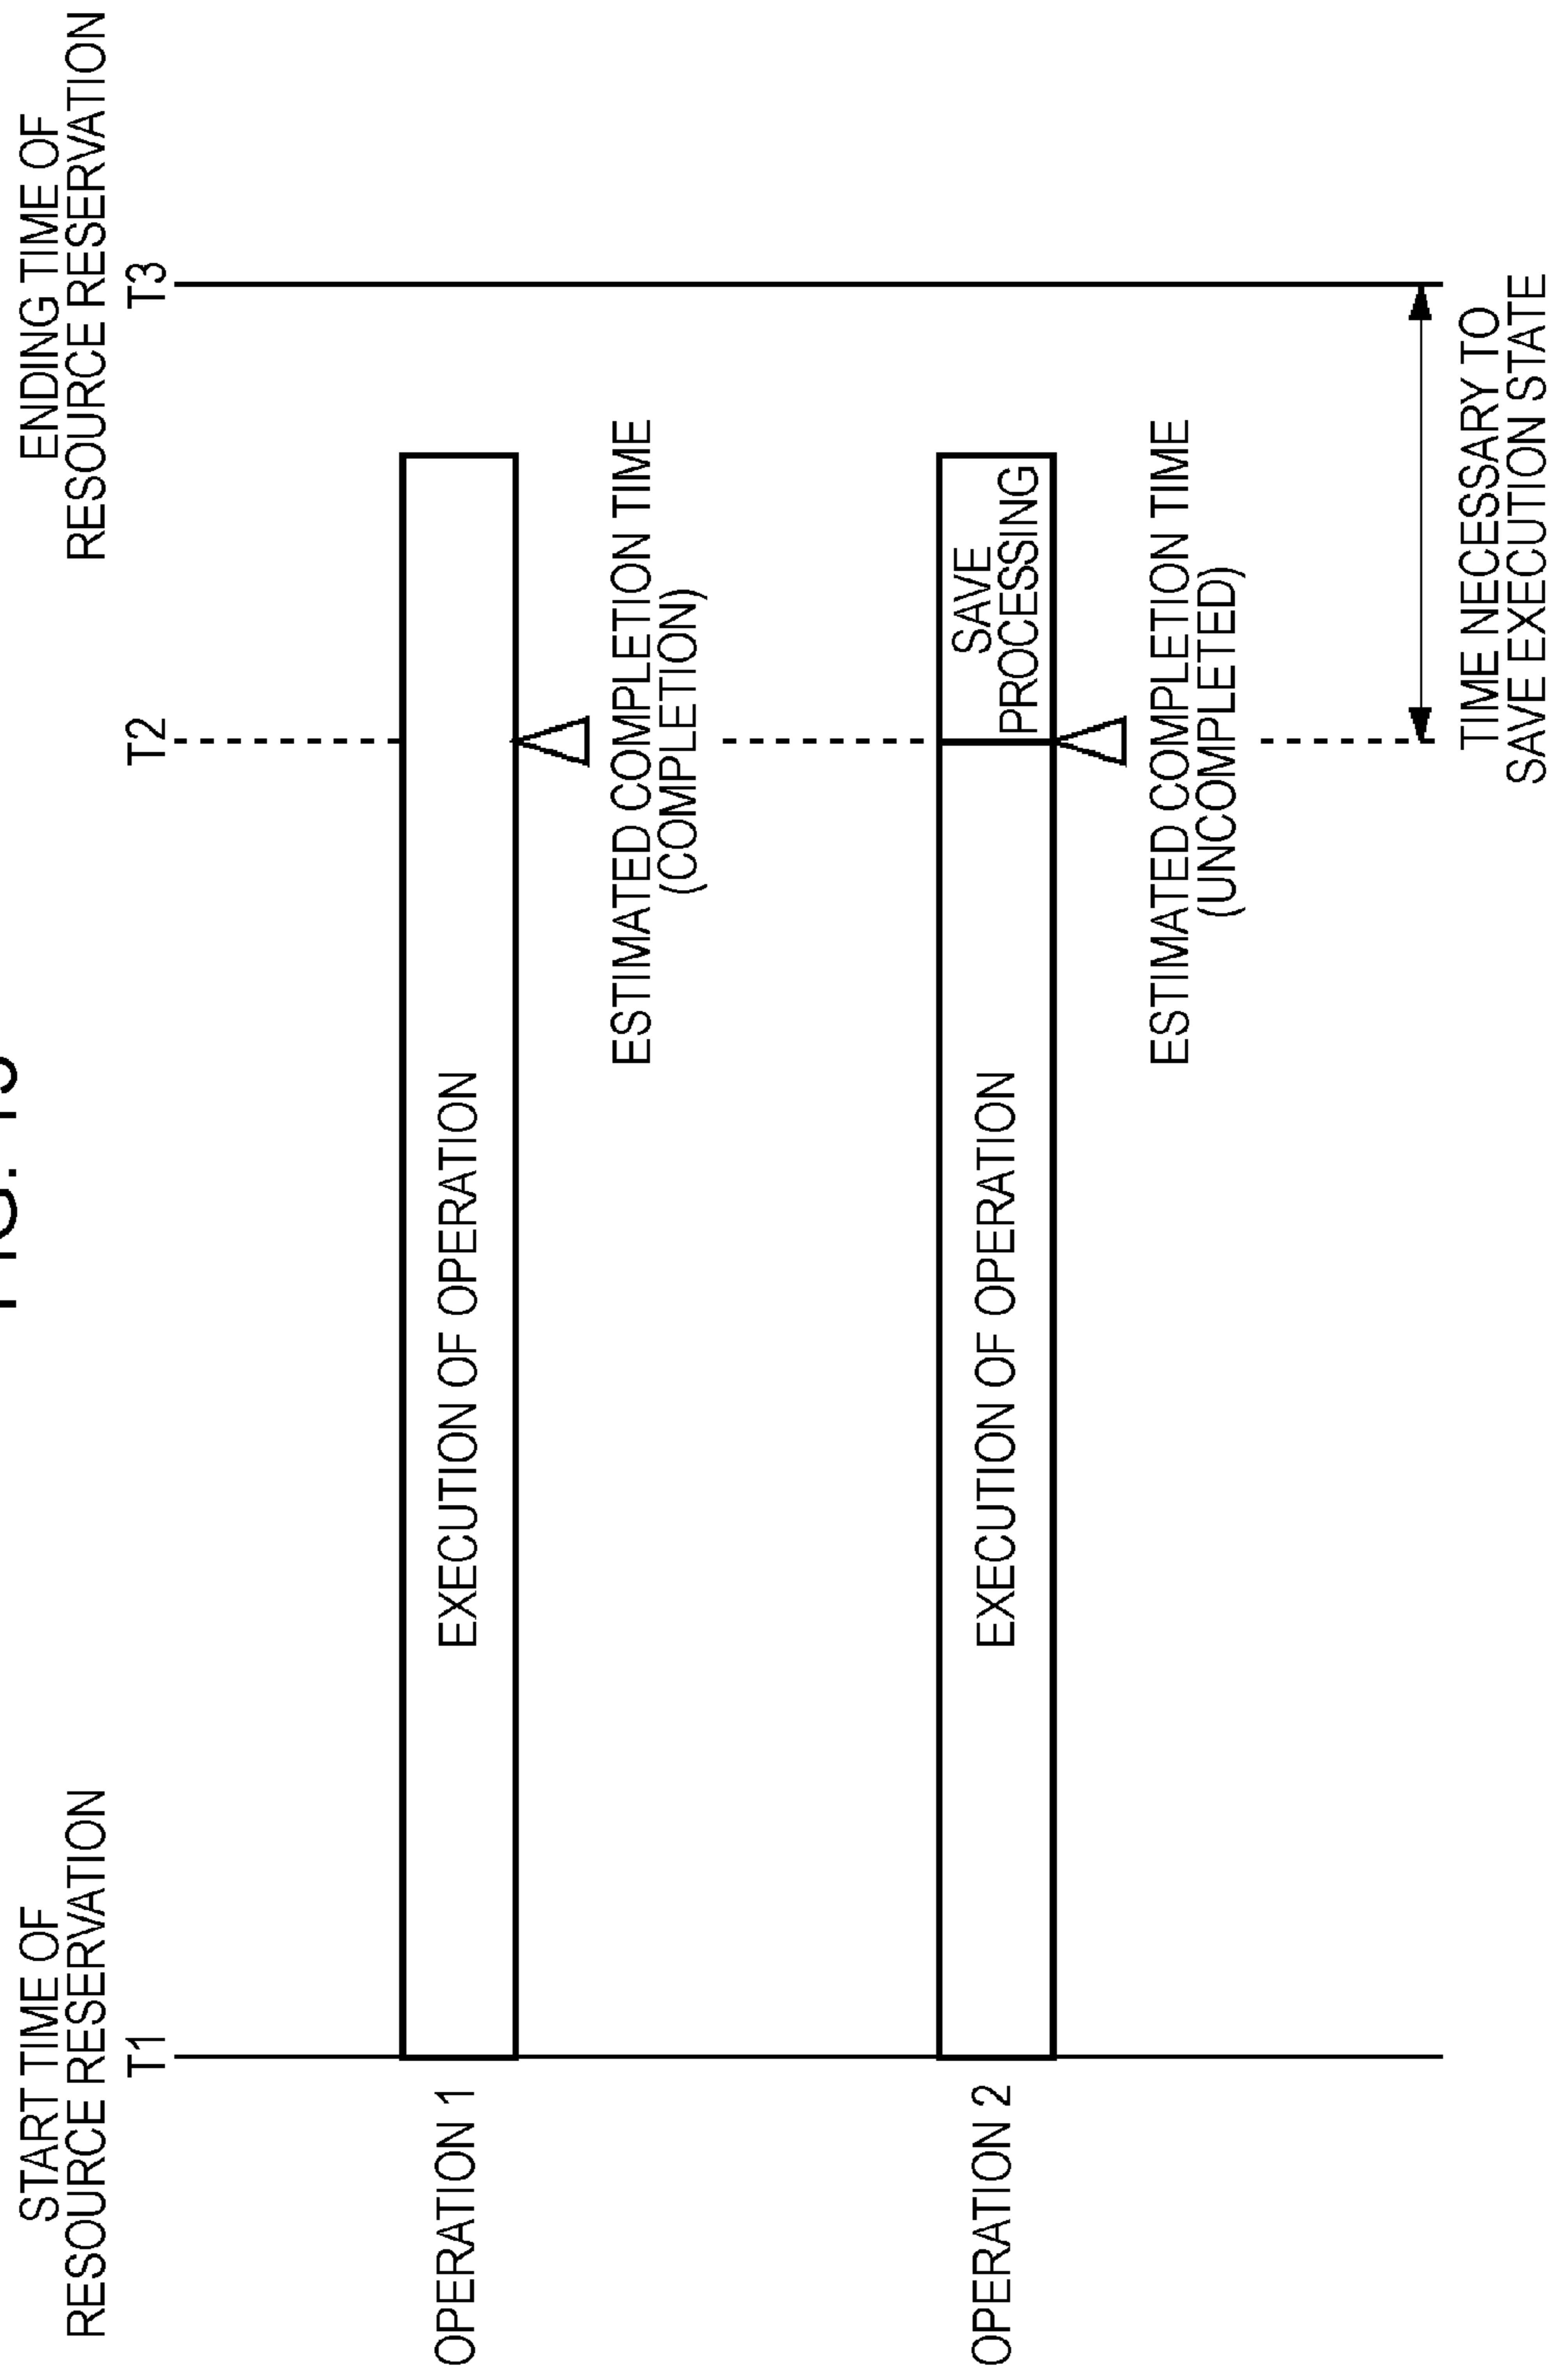 START TIME OF
RESOURCE RESERVATION
T1
T2
ENDING TIME OF
RESOURCE RESERVATION
T3
OPERATION 1
EXECUTION OF OPERATION
ESTIMATED COMPLETION TIME
(COMPLETION)
OPERATION 2
EXECUTION OF OPERATION
SAVE
PROCESSING
ESTIMATED COMPLETION TIME
(UNCOMPLETED)
TIME NECESSARY TO
SAVE EXECUTION STATE